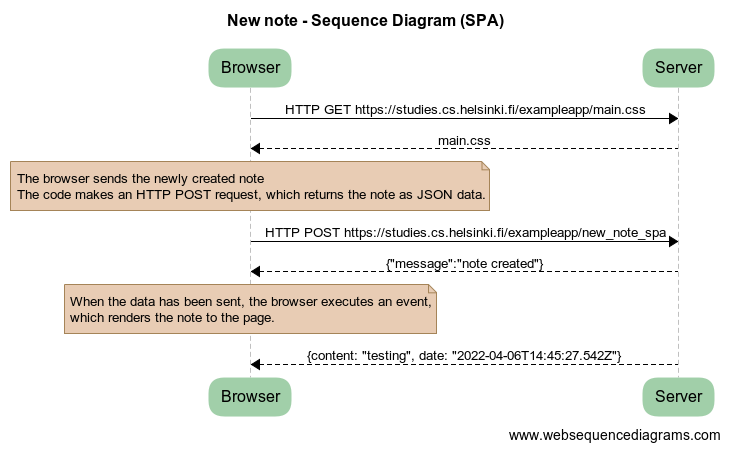 New note - Sequence Diagram (SPA)
Browser
Server
HTTP GET https://studies.cs.helsinki.fi/exampleapp/main.css
main.css
The browser sends the newly created note
The code makes an HTTP POST request, which returns the note as JSON data.
HTTP POST https://studies.cs.helsinki.fi/exampleapp/new_note_spa
{"message":"note created"}
When the data has been sent, the browser executes an event,
which renders the note to the page.
{content: "testing", date: "2022-04-06T14:45:27.542Z"}
Browser
Server
www.websequencediagrams.com